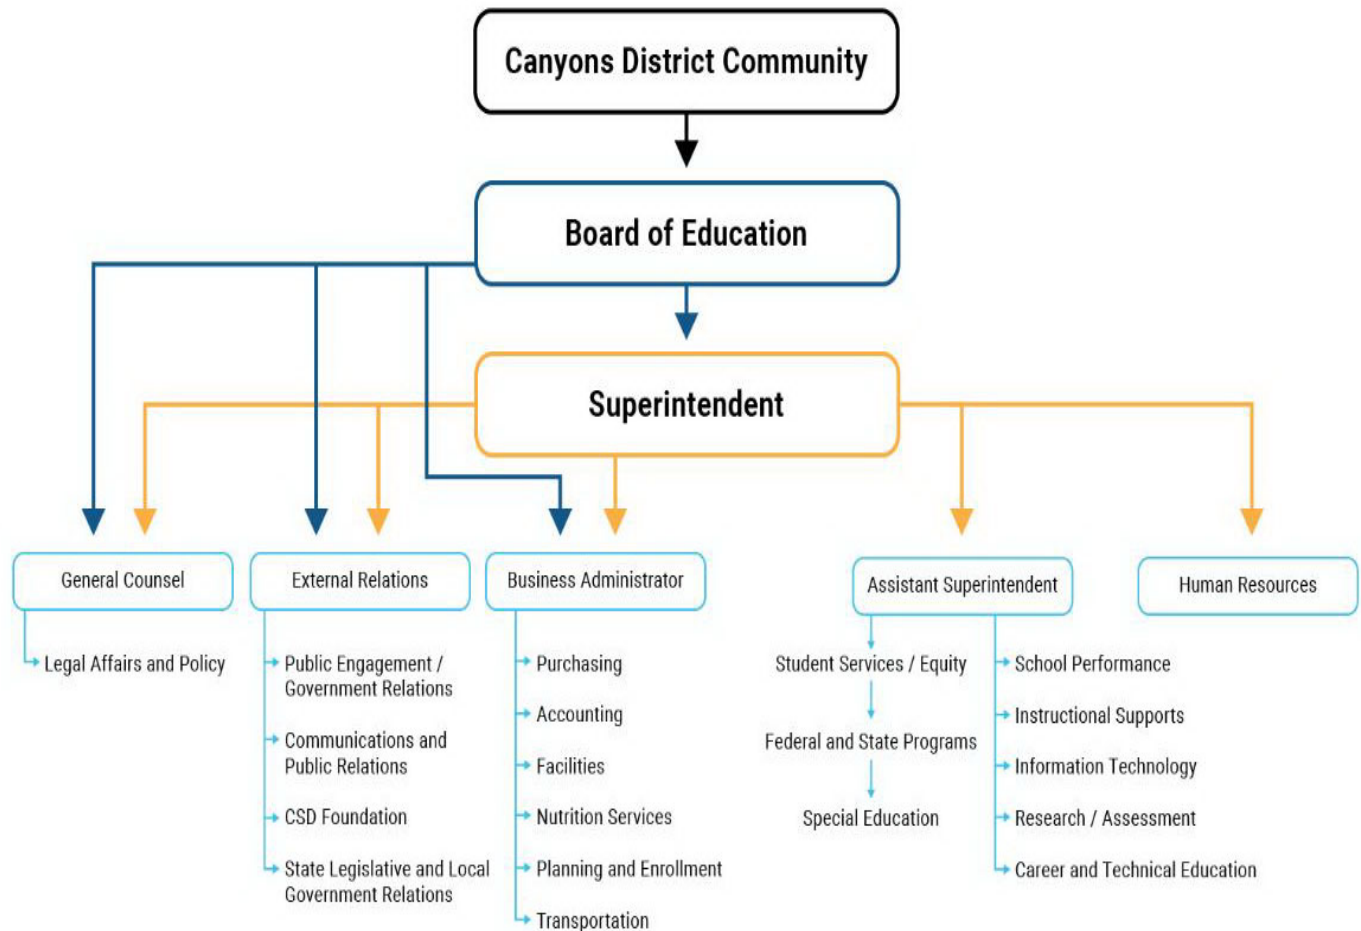 Canyons District Community
Board of Education
Superintendent
General Counsel
Legal Affairs and Policy
External Relations
Public Engagement /
Government Relations
Communications and
Public Relations
CSD Foundation
State Legislative and Local
Government Relations
Business Administrator
Purchasing
Accounting
Facilities
Nutrition Services
Planning and Enrollment
Transportation
Assistant Superintendent
Student Services / Equity
Federal and State Programs
Special Education
School Performance
Instructional Supports
Information Technology
Research / Assessment
Career and Technical Education
Human Resources